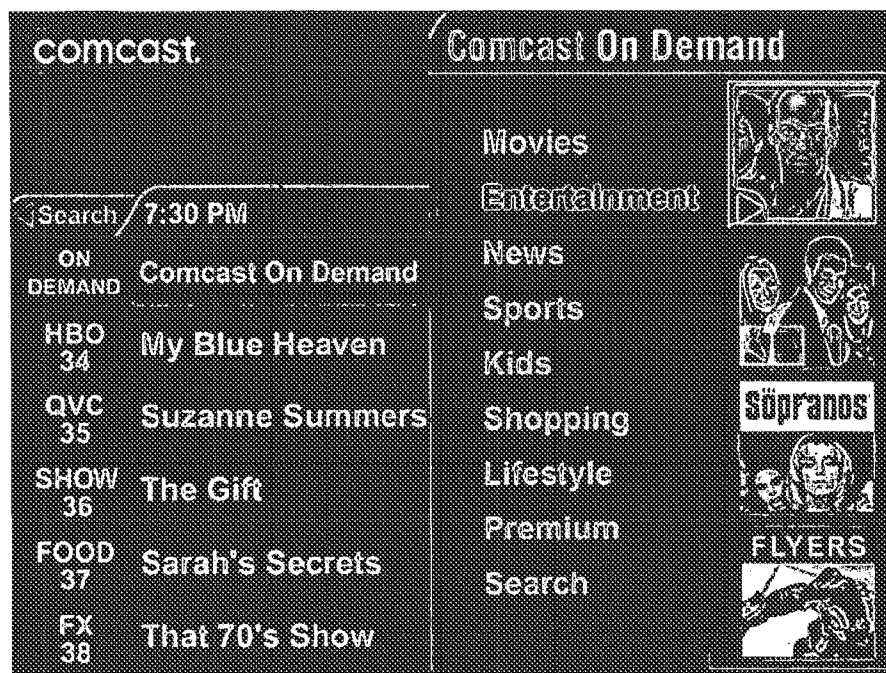 comcast.
Search
7:30 PM
ON DEMAND
Comcast On Demand
HBO 34
My Blue Heaven
QVC 35
Suzanne Summers
SHOW 36
The Gift
FOOD 37
Sarah's Secrets
FX 38
That 70's Show
Comcast On Demand
Movies
Entertainment
News
Sports
Kids
Shopping
Lifestyle
Premium
Search
Söpranos
FLYERS